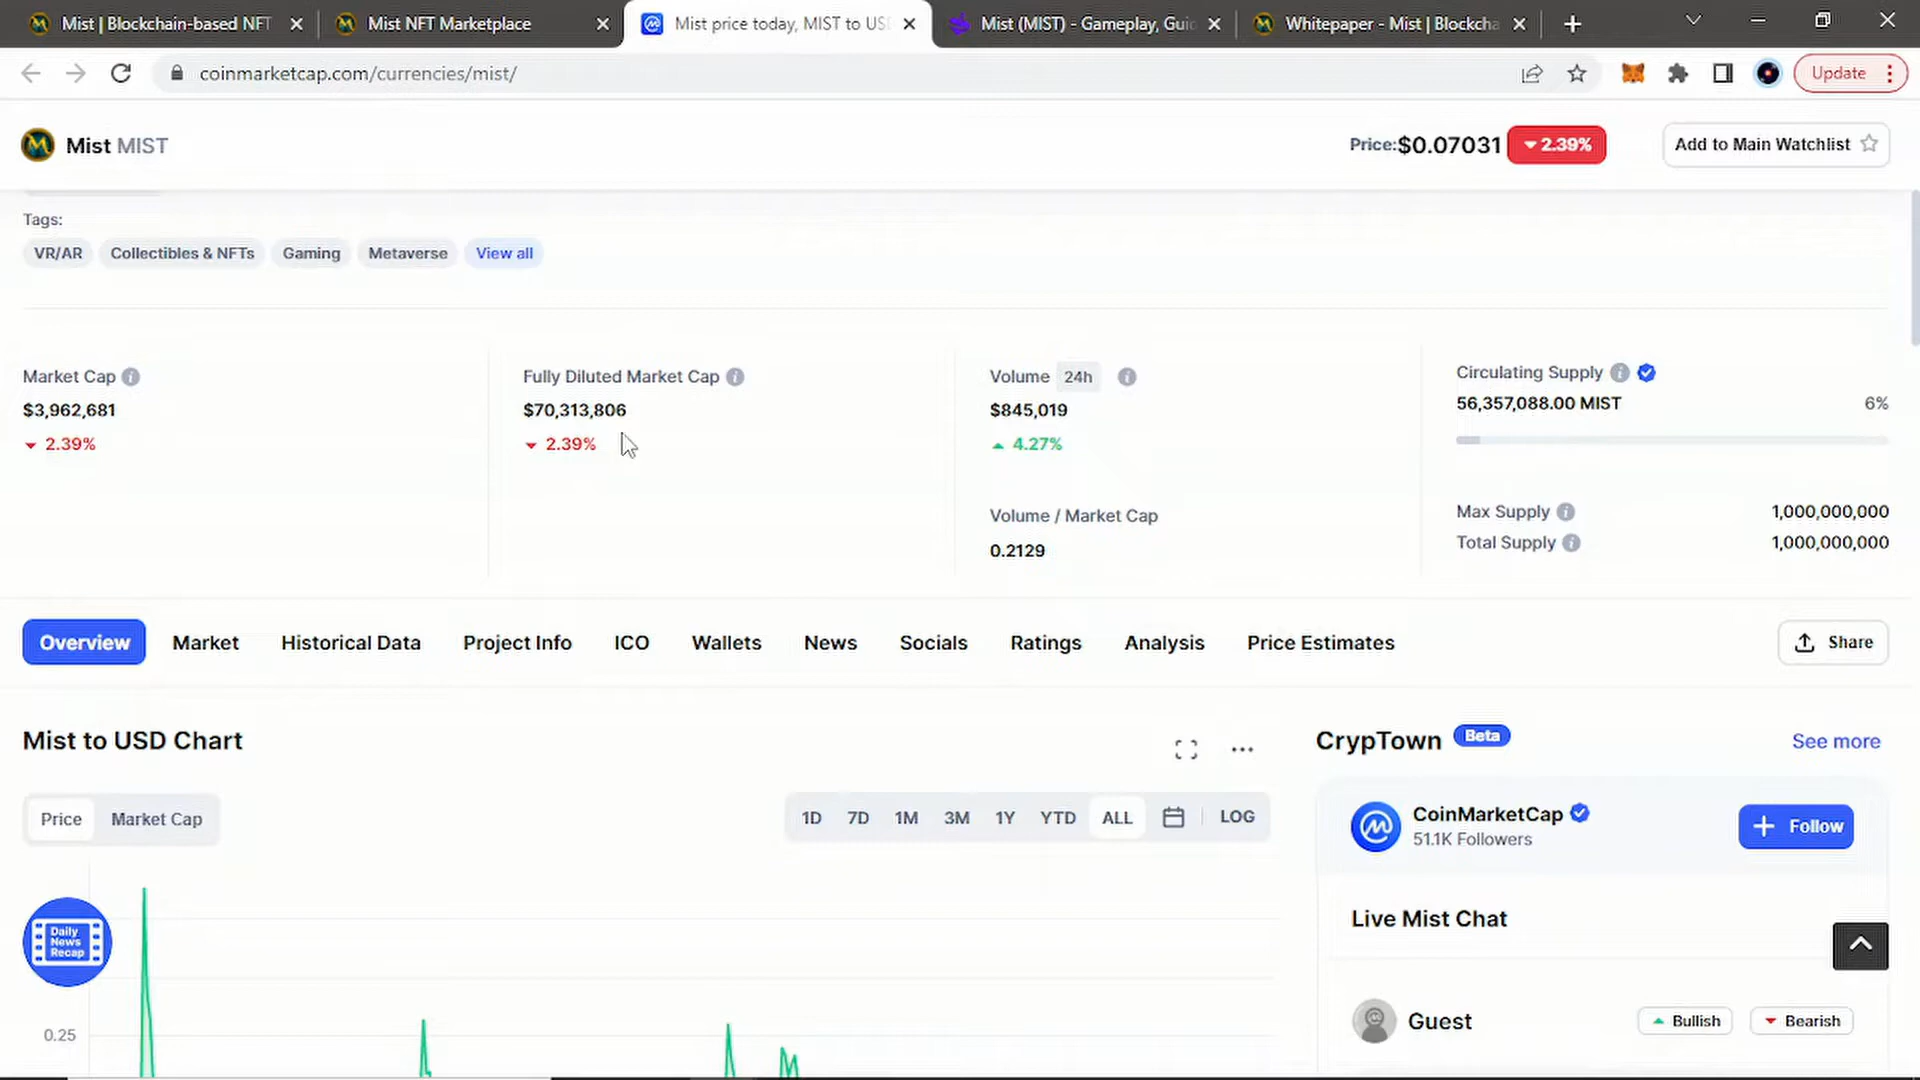 Mist | Blockchain-based NFT
Mist NFT Marketplace
Mist price today, MIST to US
Mist (MIST) - Gameplay, Gui
Whitepaper - Mist | Blockcha
coinmarketcap.com/currencies/mist/
Update
Mist MIST
Price:$0.07031
2.39%
Add to Main Watchlist
Tags:
VR/AR
Collectibles & NFTs
Gaming
Metaverse
View all
Market Cap
$3,962,681
2.39%
Fully Diluted Market Cap
$70,313,806
2.39%
Volume 24h
$845,019
4.27%
Volume / Market Cap
0.2129
Circulating Supply
56,357,088.00 MIST
6%
Max Supply
1,000,000,000
Total Supply
1,000,000,000
Overview
Market
Historical Data
Project Info
ICO
Wallets
News
Socials
Ratings
Analysis
Price Estimates
Share
Mist to USD Chart
Price
Market Cap
1D
7D
1M
3M
1Y
YTD
ALL
LOG
Daily
News
Recap
0.25
CrypTown Beta
See more
CoinMarketCap
51.1K Followers
Follow
Live Mist Chat
Guest
Bullish
Bearish